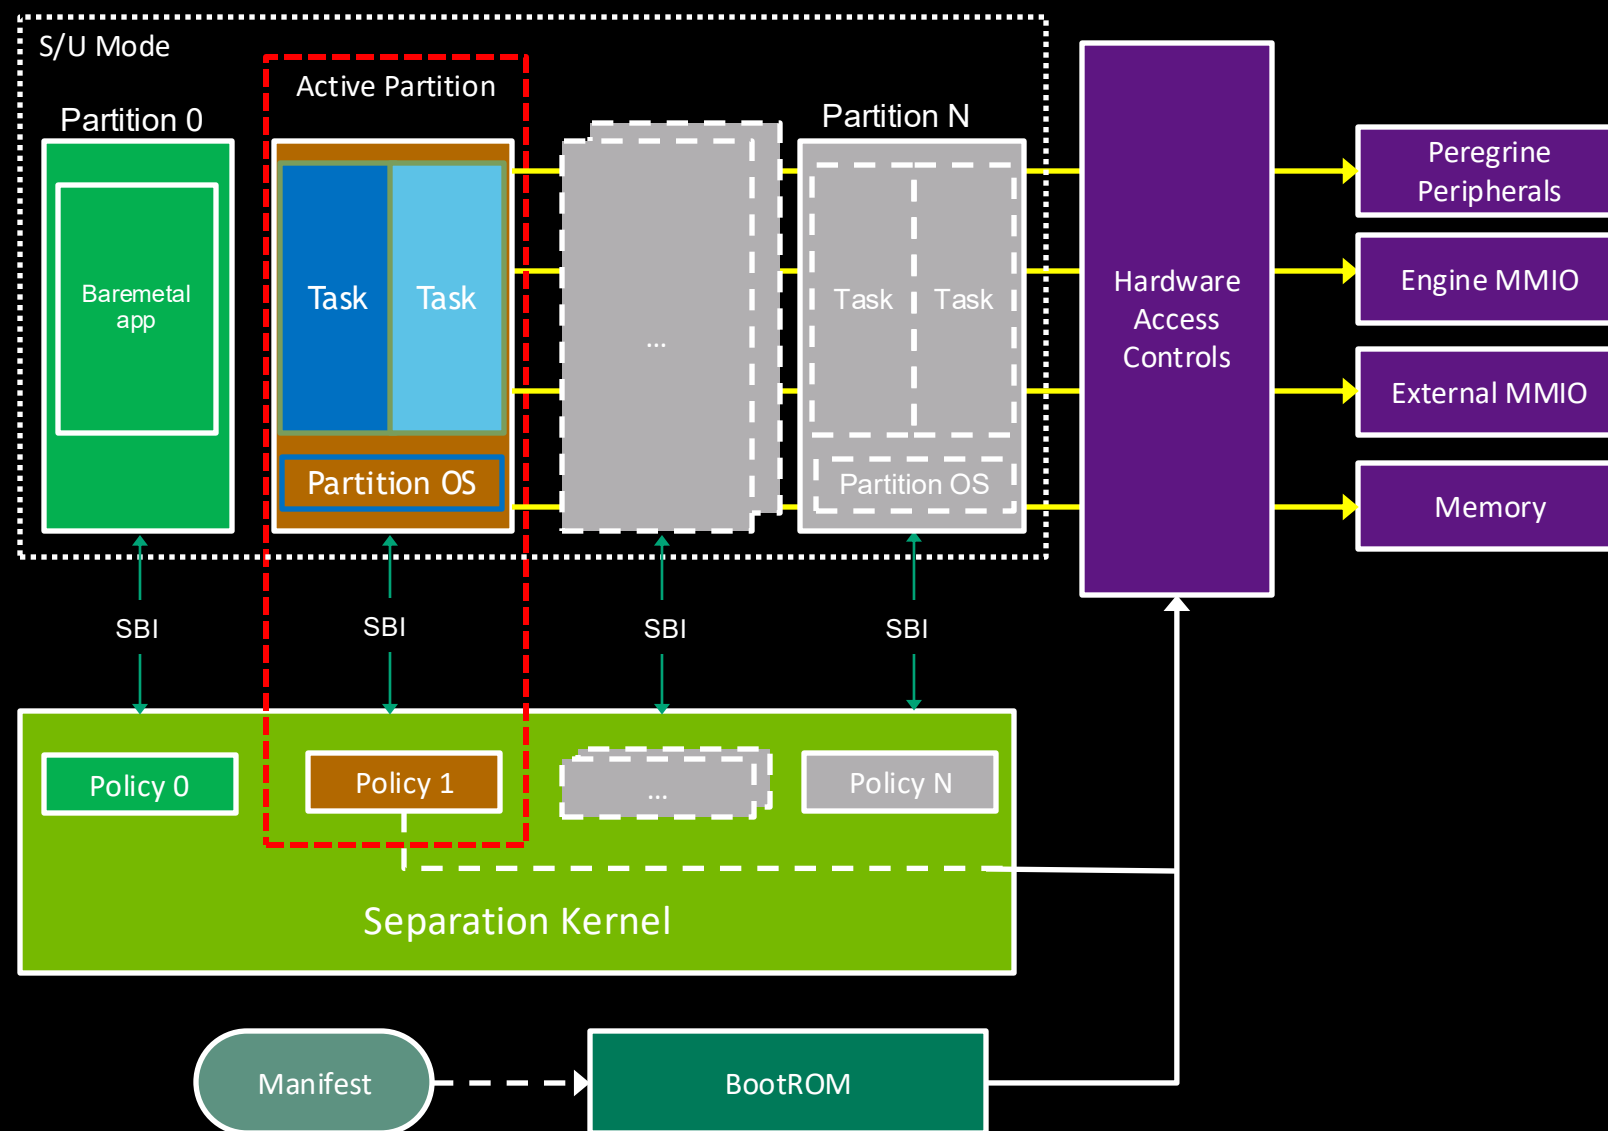 S/U Mode
Active Partition
Partition 0
Partition N
Baremetal
app
Task
Task
...
Task
Task
Partition OS
Partition OS
Hardware
Access
Controls
Peregrine
Peripherals
Engine MMIO
External MMIO
Memory
SBI
SBI
SBI
SBI
Policy 0
Policy 1
...
Policy N
Separation Kernel
Manifest
BootROM